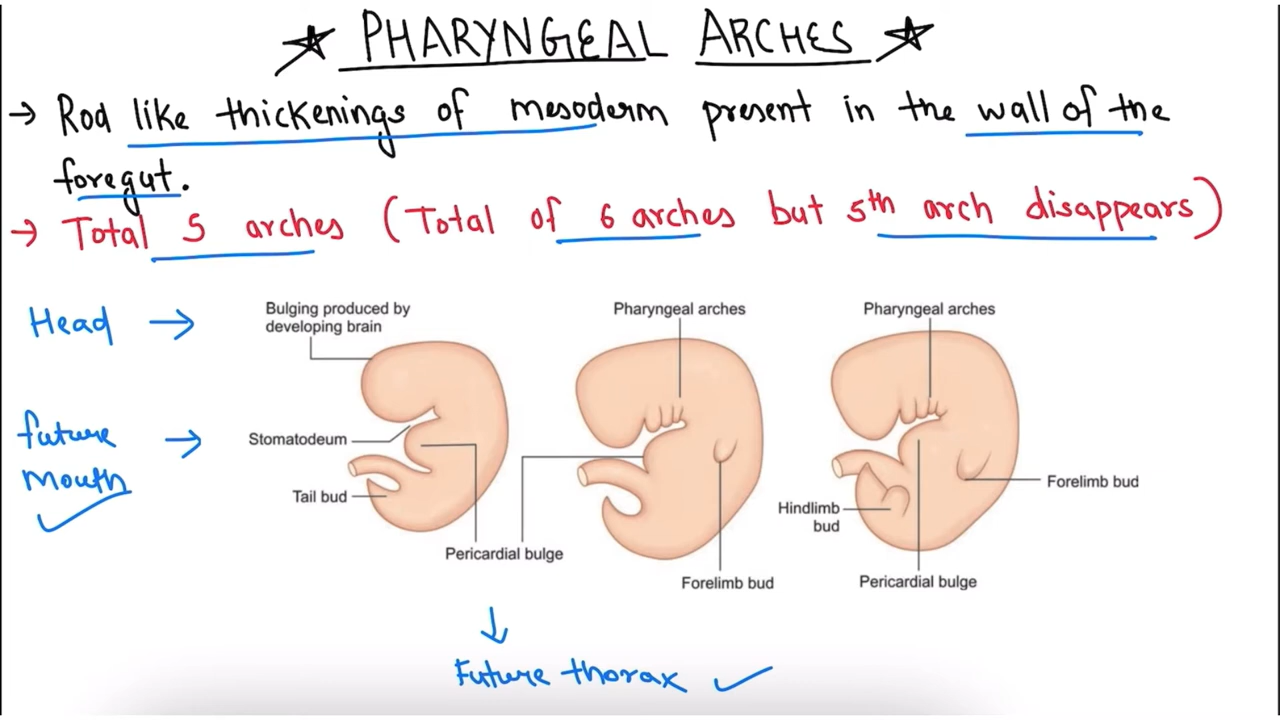 PHARYNGEAL ARCHES
→ Rod like thickenings of mesoderm present in the wall of the
foregut.
→ Total 5 arches (Total of 6 arches but 5th arch disappears)
Head →
Bulging produced by
developing brain
Pharyngeal arches
Pharyngeal arches
future
mouth
→
Stomatodeum
Tail bud
Pericardial bulge
Forelimb bud
Hindlimb
bud
Forelimb bud
Pericardial bulge
↓
Future thorax